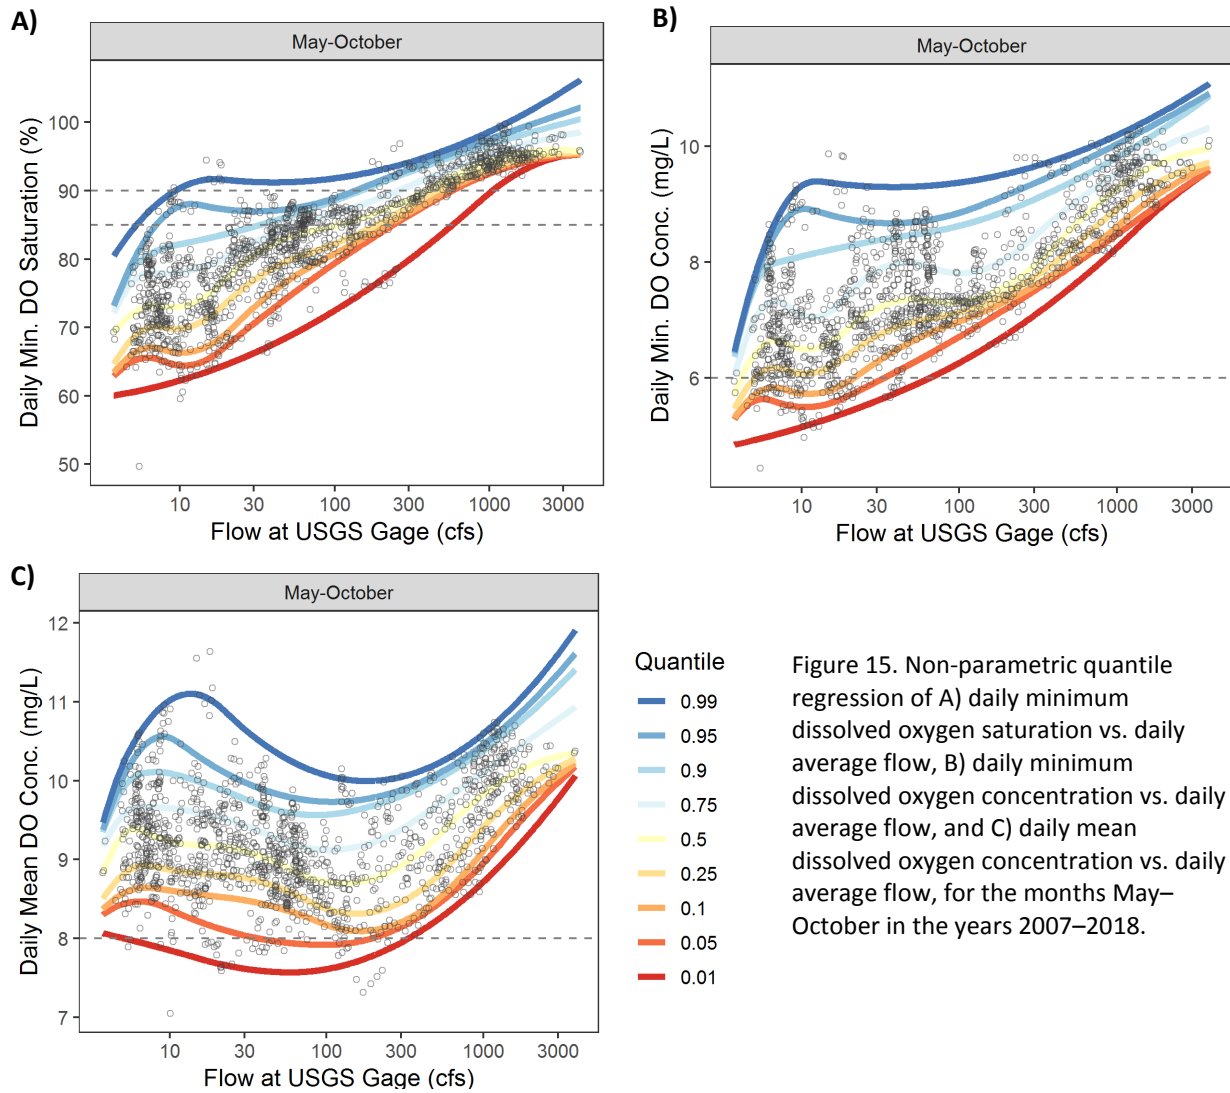 A)
May-October
Daily Min. DO Saturation (%)
100
90
80
70
60
50
10 30 100 300 1000 3000
Flow at USGS Gage (cfs)
B)
May-October
Daily Min. DO Conc. (mg/L)
10
8
6
10 30 100 300 1000 3000
Flow at USGS Gage (cfs)
C)
May-October
Daily Mean DO Conc. (mg/L)
12
11
10
9
8
7
10 30 100 300 1000 3000
Flow at USGS Gage (cfs)
Quantile
0.99
0.95
0.9
0.75
0.5
0.25
0.1
0.05
0.01
Figure 15. Non-parametric quantile
regression of A) daily minimum
dissolved oxygen saturation vs. daily
average flow, B) daily minimum
dissolved oxygen concentration vs. daily
average flow, and C) daily mean
dissolved oxygen concentration vs. daily
average flow, for the months May–
October in the years 2007–2018.